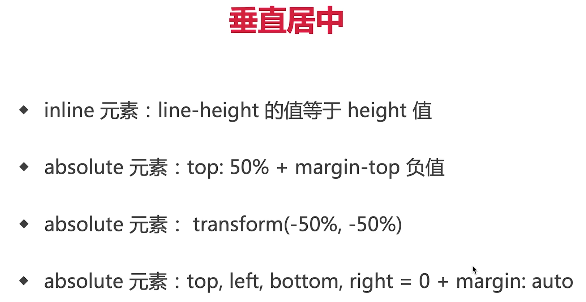 垂直居中
◆ inline 元素：line-height 的值等于 height 值
◆ absolute 元素：top: 50% + margin-top 负值
◆ absolute 元素： transform(-50%, -50%)
◆ absolute 元素：top, left, bottom, right = 0 + margin: auto